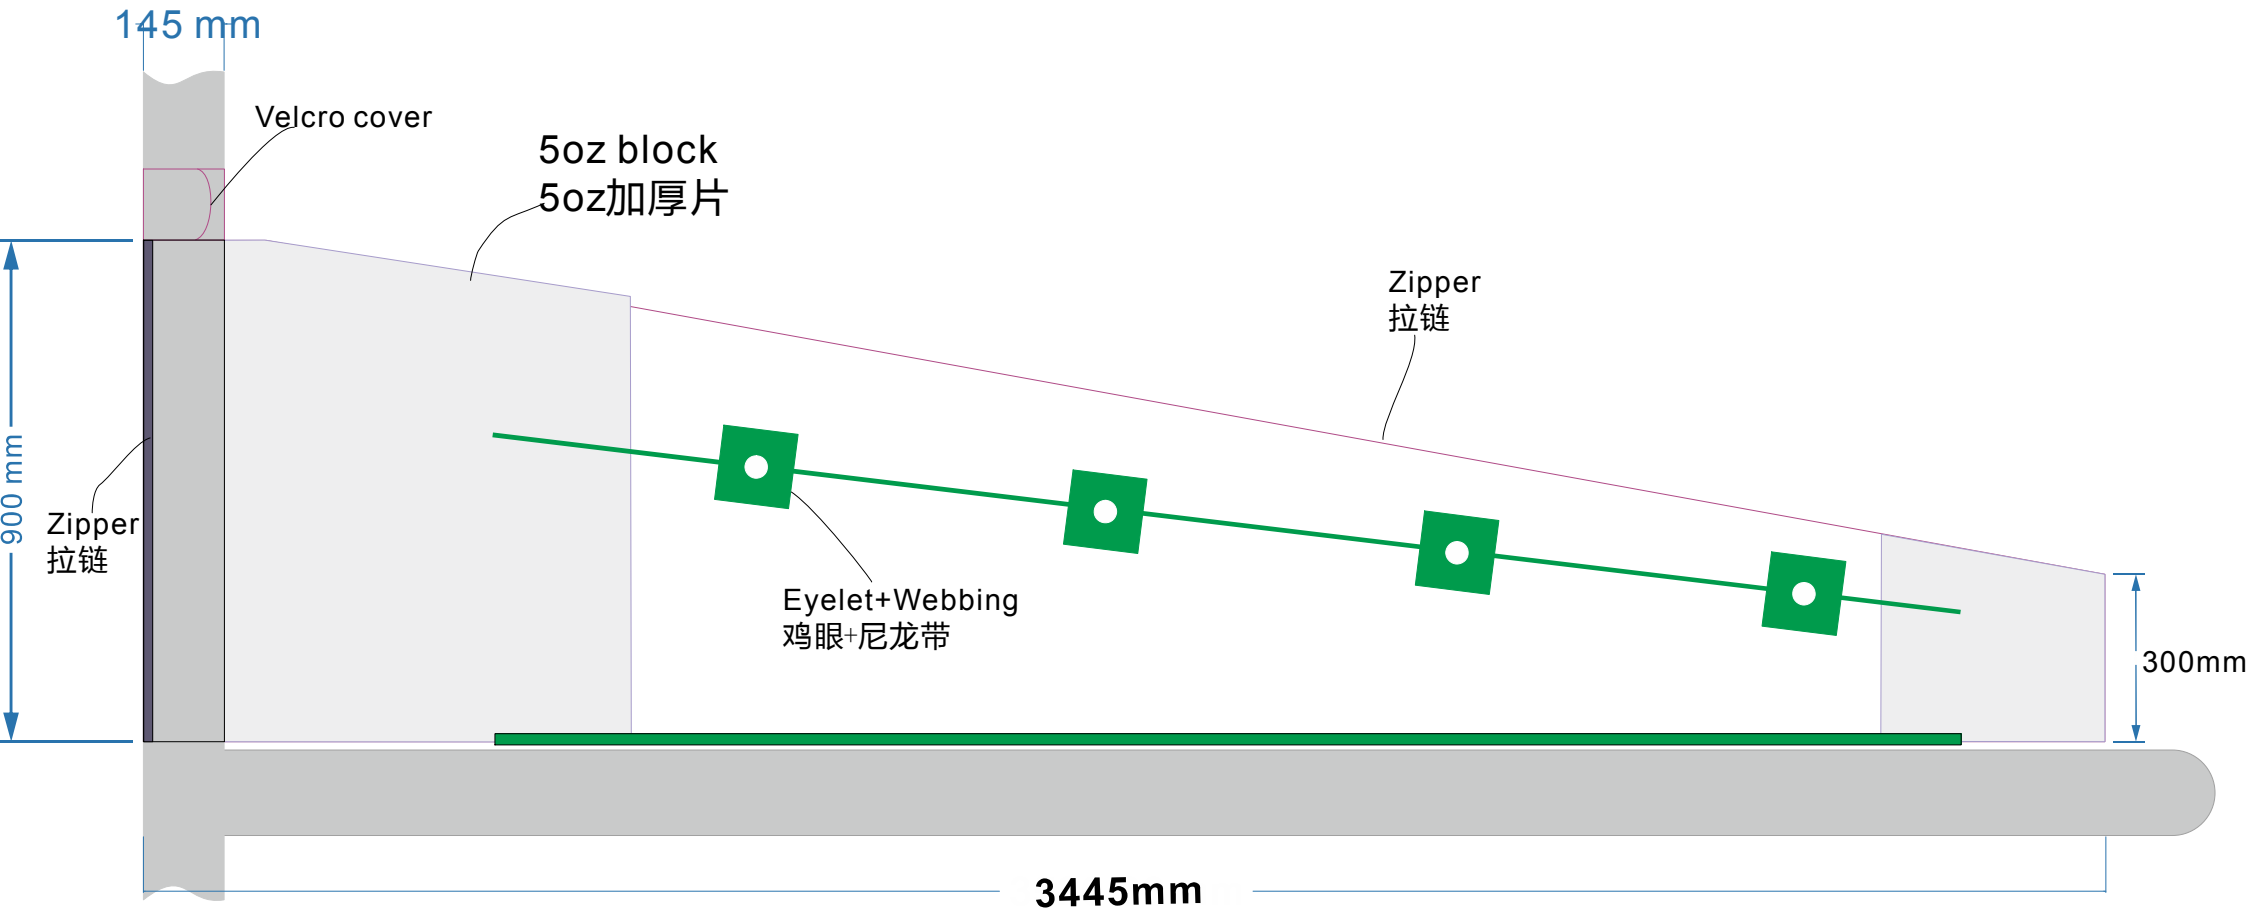 145 mm
Velcro cover
5oz block
5oz加厚片
Zipper
拉链
900 mm
Zipper
拉链
Eyelet+Webbing
鸡眼+尼龙带
300mm
3445mm